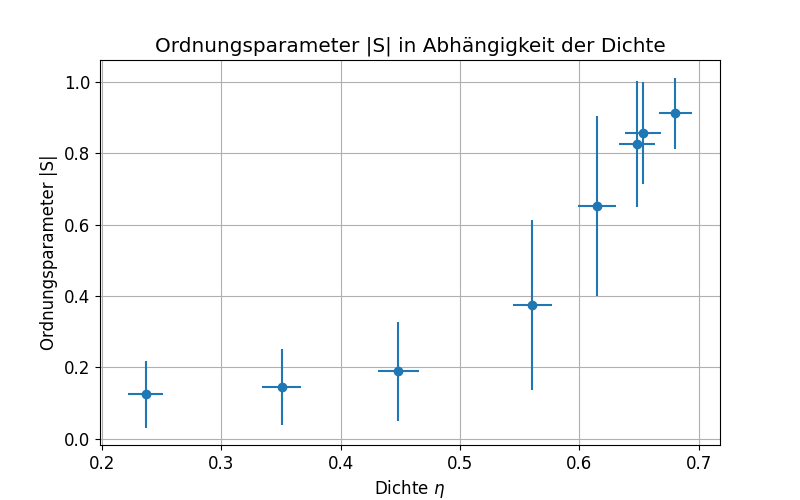 Ordnungsparameter |S| in Abhängigkeit der Dichte
Ordnungsparameter |S|
1.0
0.8
0.6
0.4
0.2
0.0
0.2 0.3 0.4 0.5 0.6 0.7
Dichte η